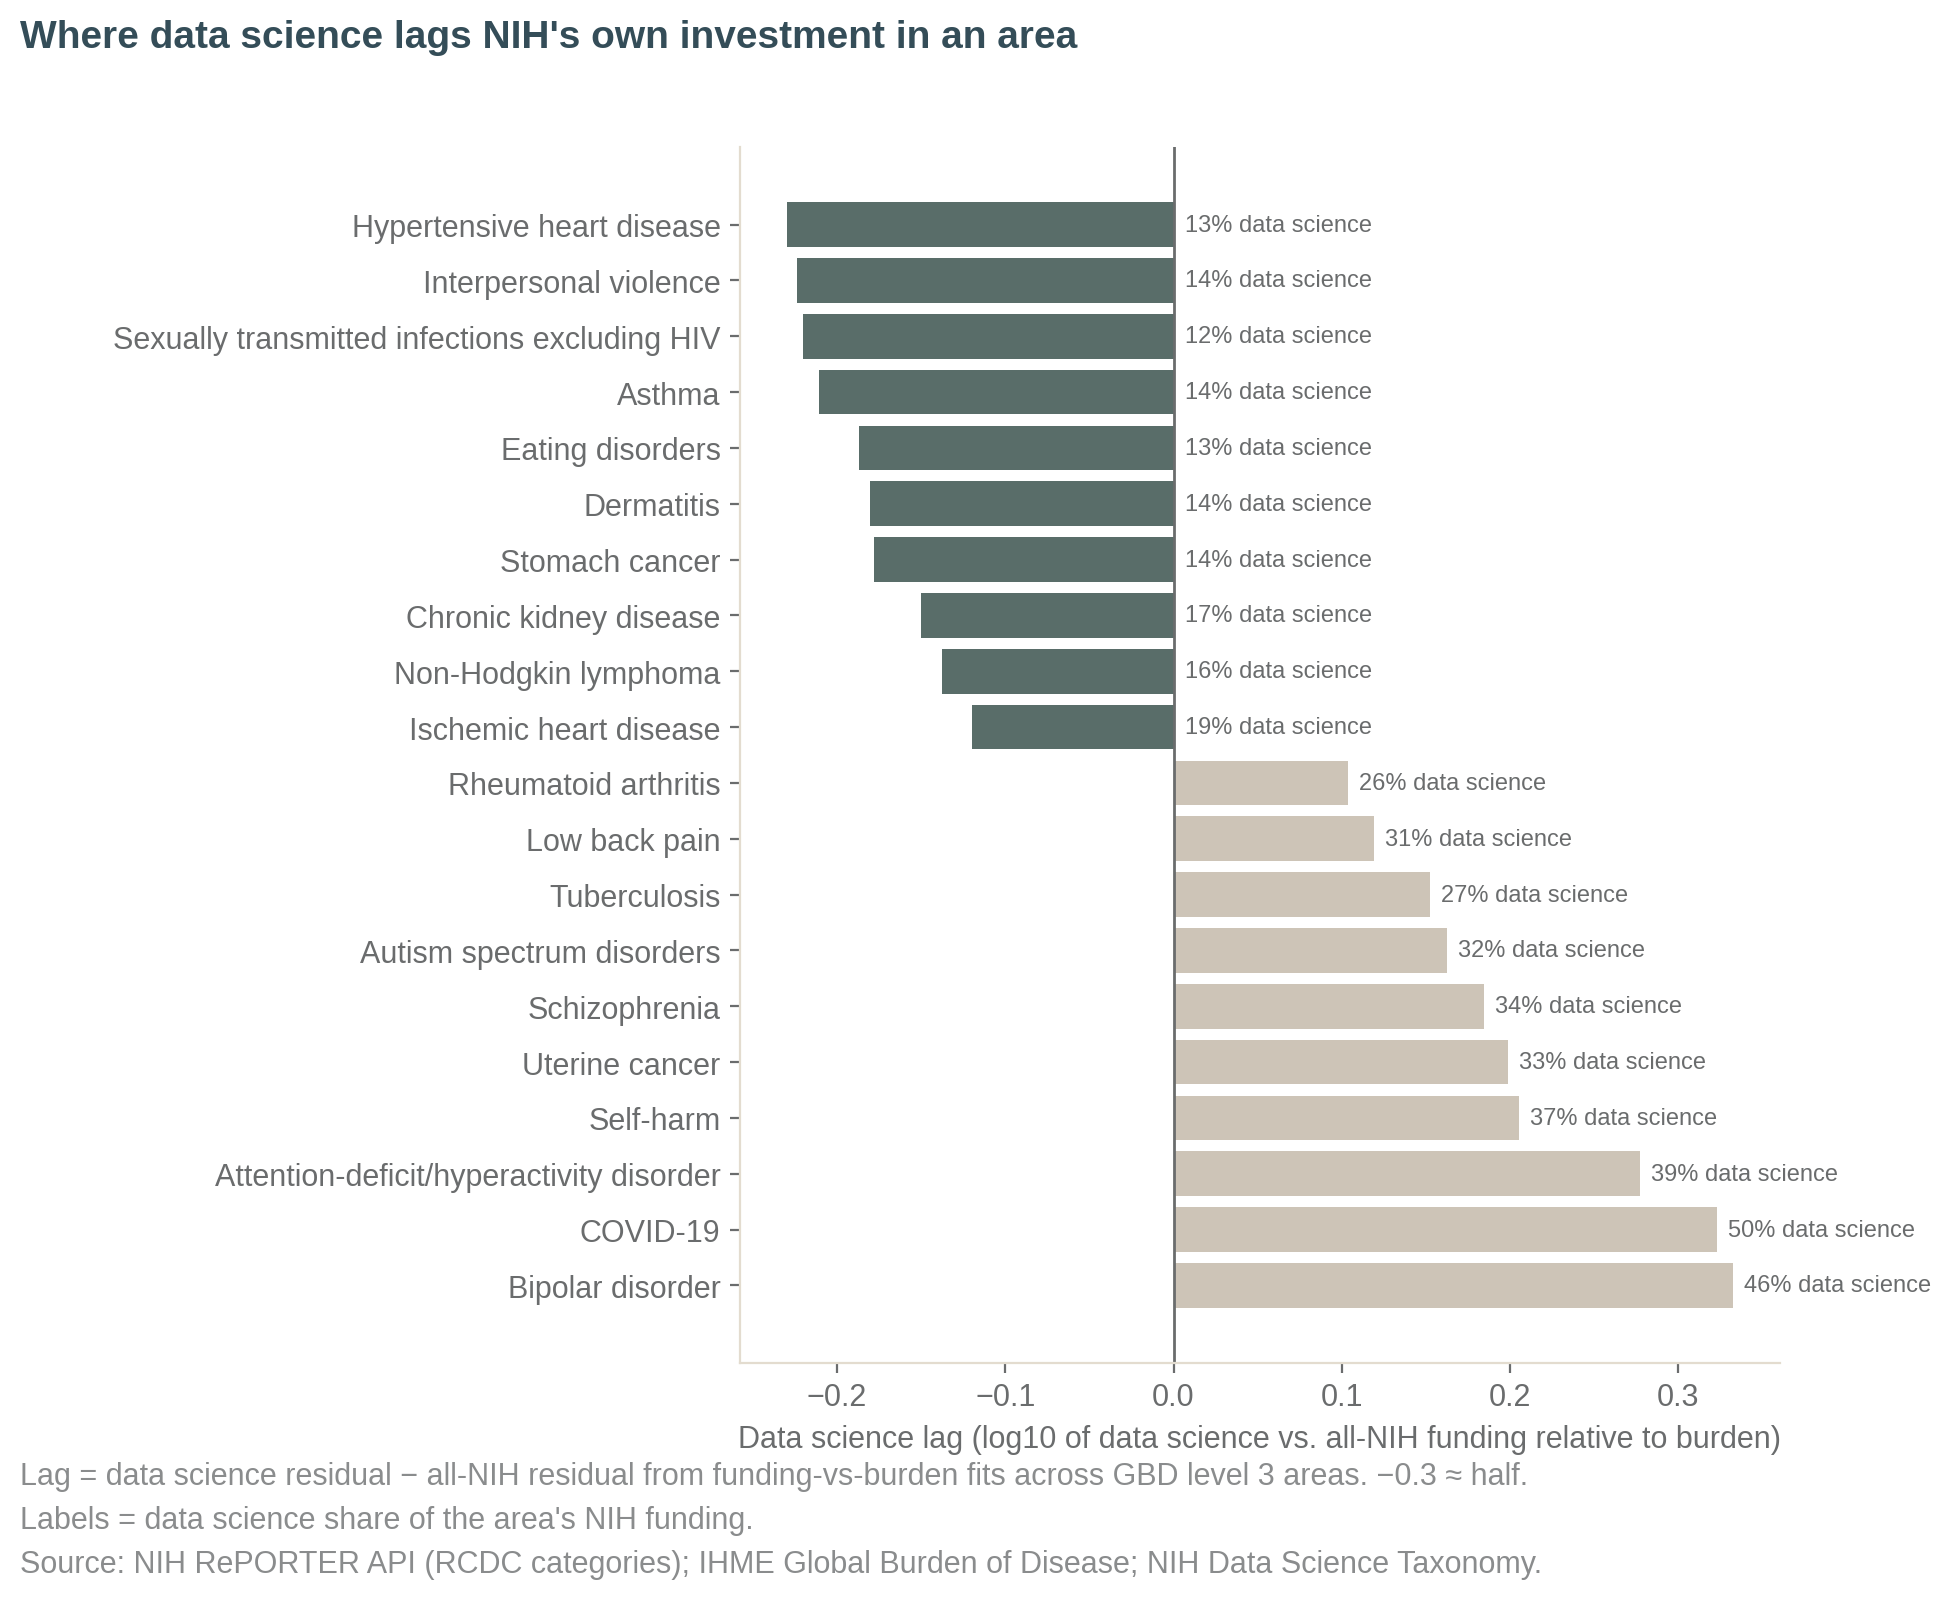 Where data science lags NIH's own investment in an area
Hypertensive heart disease 13% data science
Interpersonal violence 14% data science
Sexually transmitted infections excluding HIV 12% data science
Asthma 14% data science
Eating disorders 13% data science
Dermatitis 14% data science
Stomach cancer 14% data science
Chronic kidney disease 17% data science
Non-Hodgkin lymphoma 16% data science
Ischemic heart disease 19% data science
Rheumatoid arthritis 26% data science
Low back pain 31% data science
Tuberculosis 27% data science
Autism spectrum disorders 32% data science
Schizophrenia 34% data science
Uterine cancer 33% data science
Self-harm 37% data science
Attention-deficit/hyperactivity disorder 39% data science
COVID-19 50% data science
Bipolar disorder 46% data science
−0.2 −0.1 0.0 0.1 0.2 0.3
Data science lag (log10 of data science vs. all-NIH funding relative to burden)
Lag = data science residual − all-NIH residual from funding-vs-burden fits across GBD level 3 areas. −0.3 ≈ half.
Labels = data science share of the area's NIH funding.
Source: NIH RePORTER API (RCDC categories); IHME Global Burden of Disease; NIH Data Science Taxonomy.